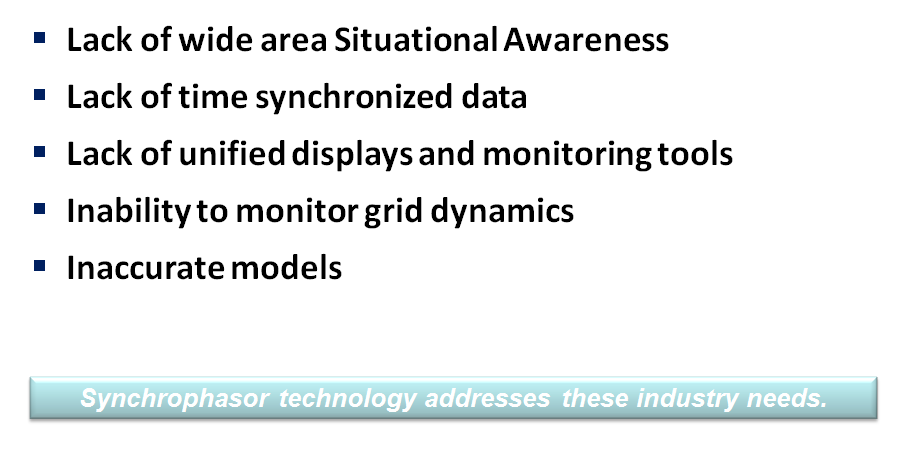 ▪ Lack of wide area Situational Awareness
▪ Lack of time synchronized data
▪ Lack of unified displays and monitoring tools
▪ Inability to monitor grid dynamics
▪ Inaccurate models
Synchrophasor technology addresses these industry needs.